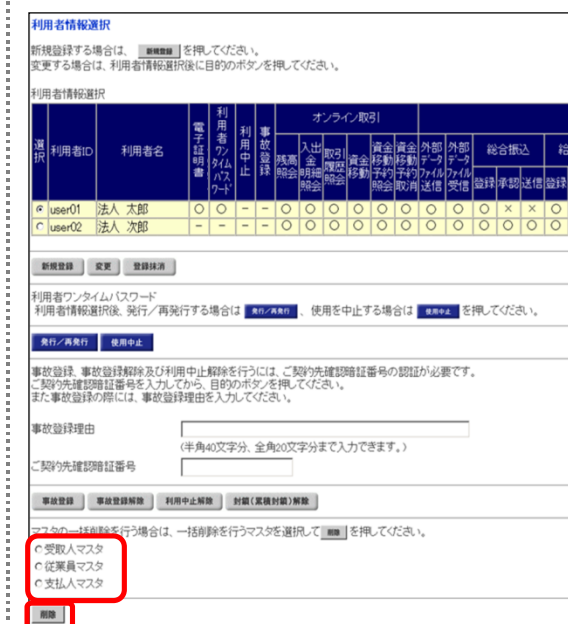 利用者情報選択
新規登録する場合は、 新規登録 を押してください。
変更する場合は、利用者情報選択後に目的のボタンを押してください。
利用者情報選択
選択 利用者ID 利用者名 電子証明書 利用者ワンタイムパスワード 利用中止 事故登録 オンライン取引
残高照会 入出金明細照会 取引履歴照会 資金移動 資金移動予約照会 資金移動予約取消 外部データファイル送信 外部データファイル受信 総合振込 給
登録 承認 送信 登録
user01 法人 太郎 ○ ○ − − ○ ○ ○ ○ ○ ○ ○ ○ ○ × × ○
user02 法人 次郎 − − − − ○ ○ ○ ○ ○ ○ ○ ○ ○ ○ ○ ○
新規登録 変更 登録抹消
利用者ワンタイムパスワード
利用者情報選択後、発行/再発行する場合は 発行/再発行 、使用を中止する場合は 使用中止 を押してください。
発行/再発行 使用中止
事故登録、事故登録解除及び利用中止解除を行うには、ご契約先確認暗証番号の認証が必要です。
ご契約先確認暗証番号を入力してから、目的のボタンを押してください。
また事故登録の際には、事故登録理由を入力してください。
事故登録理由
(半角40文字分、全角20文字分まで入力できます。)
ご契約先確認暗証番号
事故登録 事故登録解除 利用中止解除 封鎖(累積封鎖)解除
マスタの一括削除を行う場合は、一括削除を行うマスタを選択して 削除 を押してください。
受取人マスタ
従業員マスタ
支払人マスタ
削除